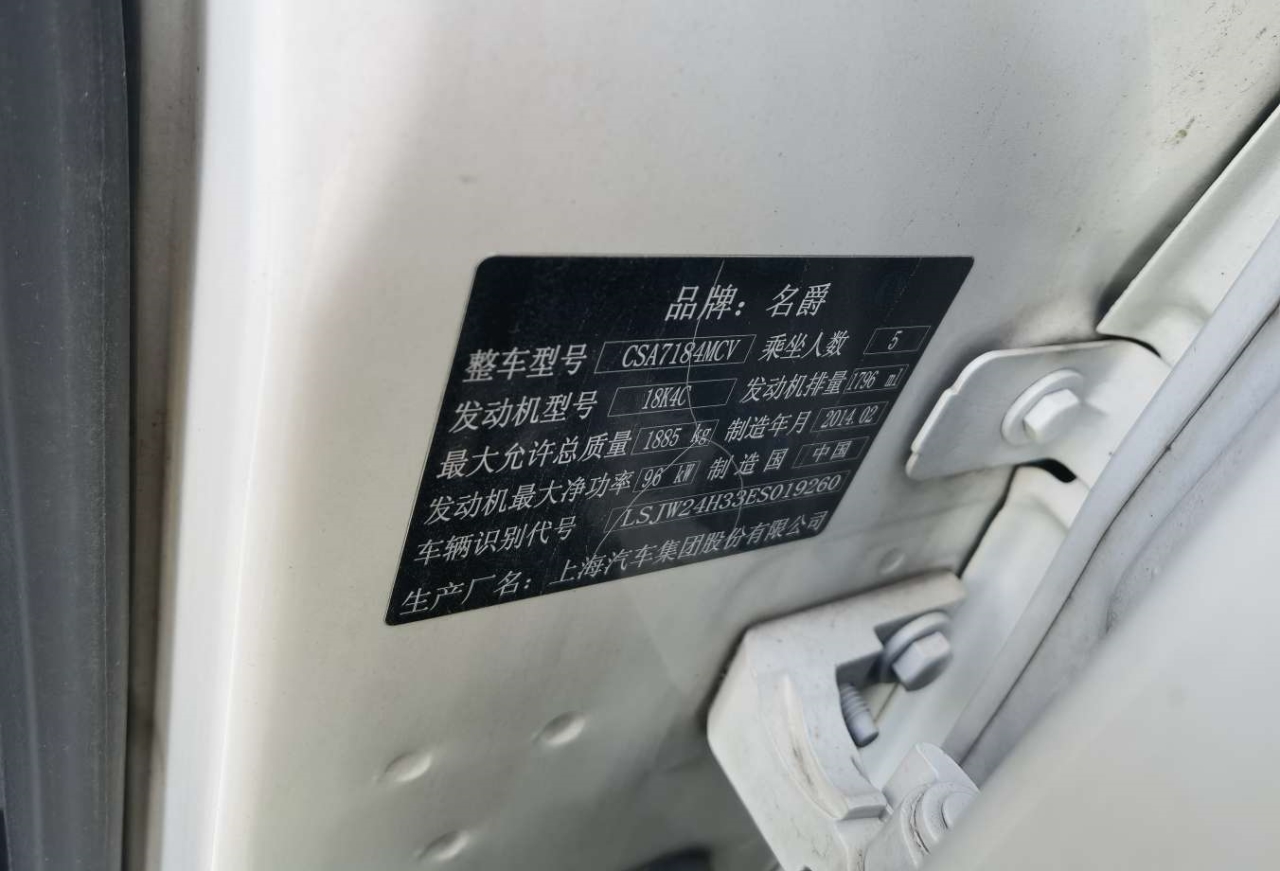 品牌：名爵
整车型号 CSA7184MCV 乘坐人数 5
发动机型号 18K4C 发动机排量 1796 ml
最大允许总质量 1885 kg 制造年月 2014.02
发动机最大净功率 96 kW 制造国 中国
车辆识别代号 LSJW24H33ES019260
生产厂名：上海汽车集团股份有限公司